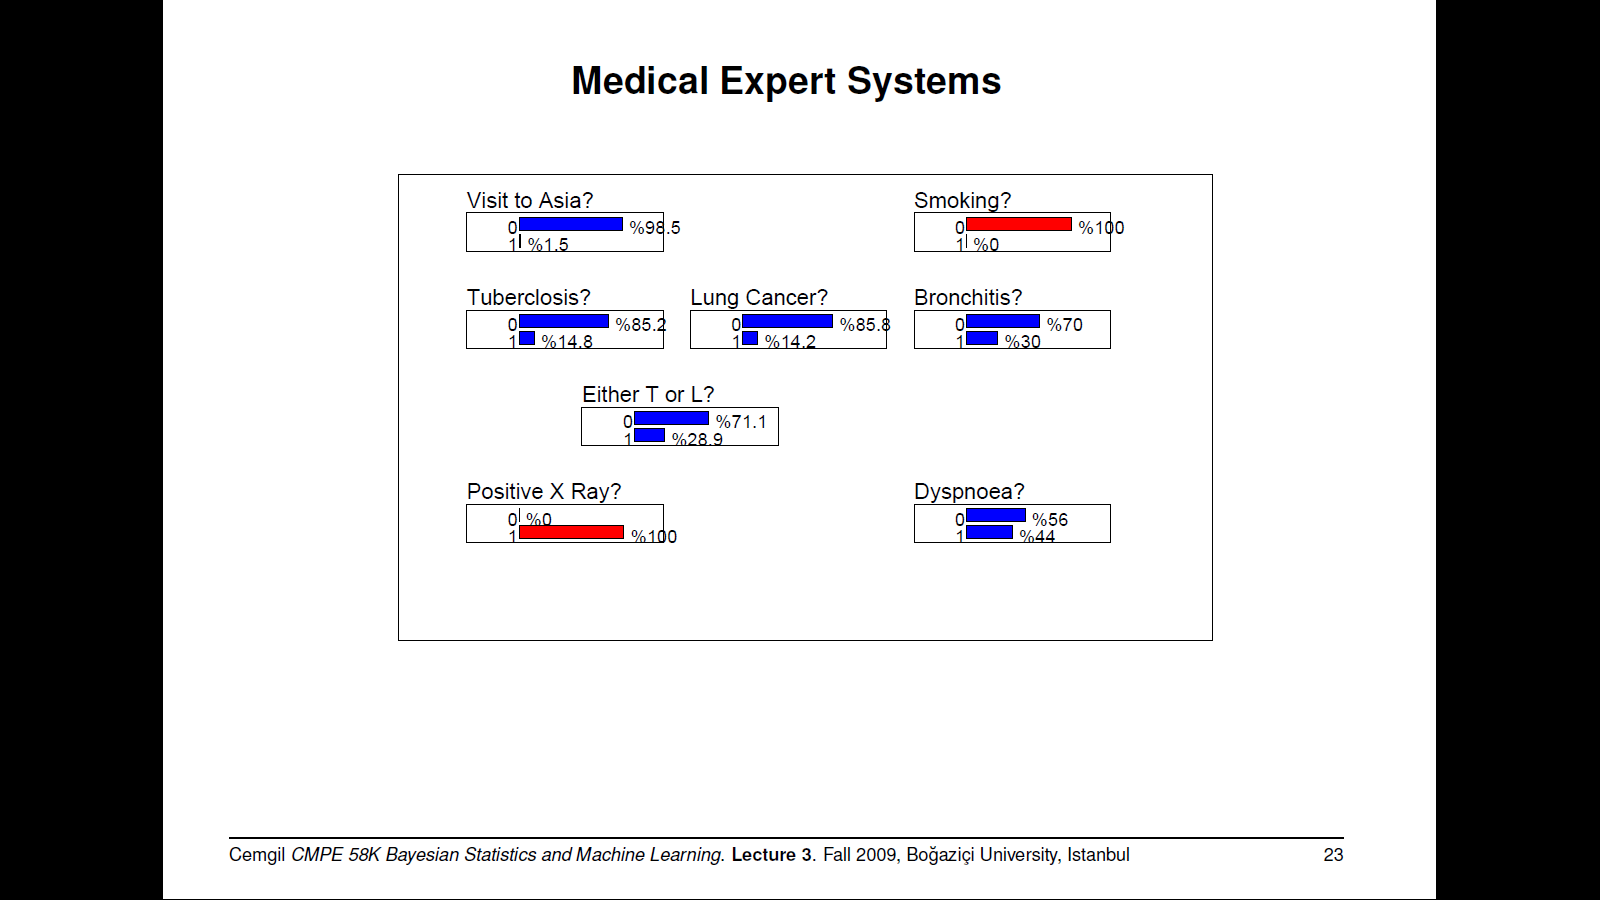 Medical Expert Systems
Visit to Asia?
0 %98.5
1 %1.5
Smoking?
0 %100
1 %0
Tuberclosis?
0 %85.2
1 %14.8
Lung Cancer?
0 %85.8
1 %14.2
Bronchitis?
0 %70
1 %30
Either T or L?
0 %71.1
1 %28.9
Positive X Ray?
0 %0
1 %100
Dyspnoea?
0 %56
1 %44
Cemgil CMPE 58K Bayesian Statistics and Machine Learning. Lecture 3. Fall 2009, Boğaziçi University, Istanbul 23